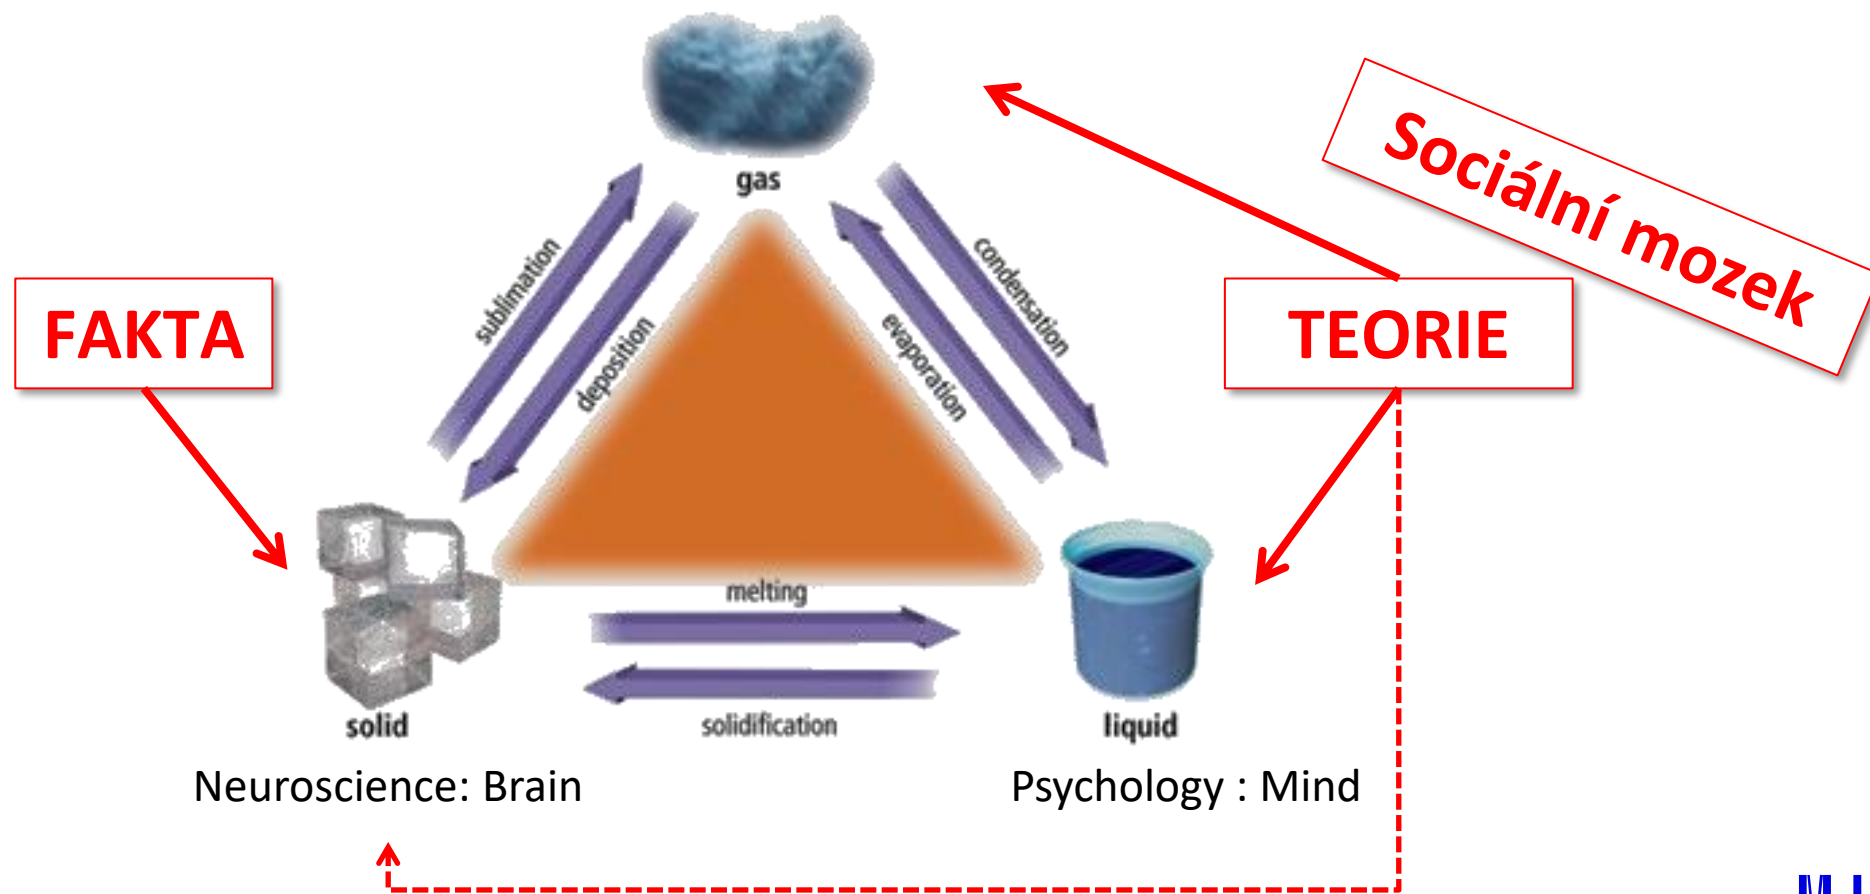 gas
Sociální mozek
FAKTA
TEORIE
sublimation
deposition
condensation
evaporation
melting
solidification
solid
liquid
Neuroscience: Brain
Psychology : Mind